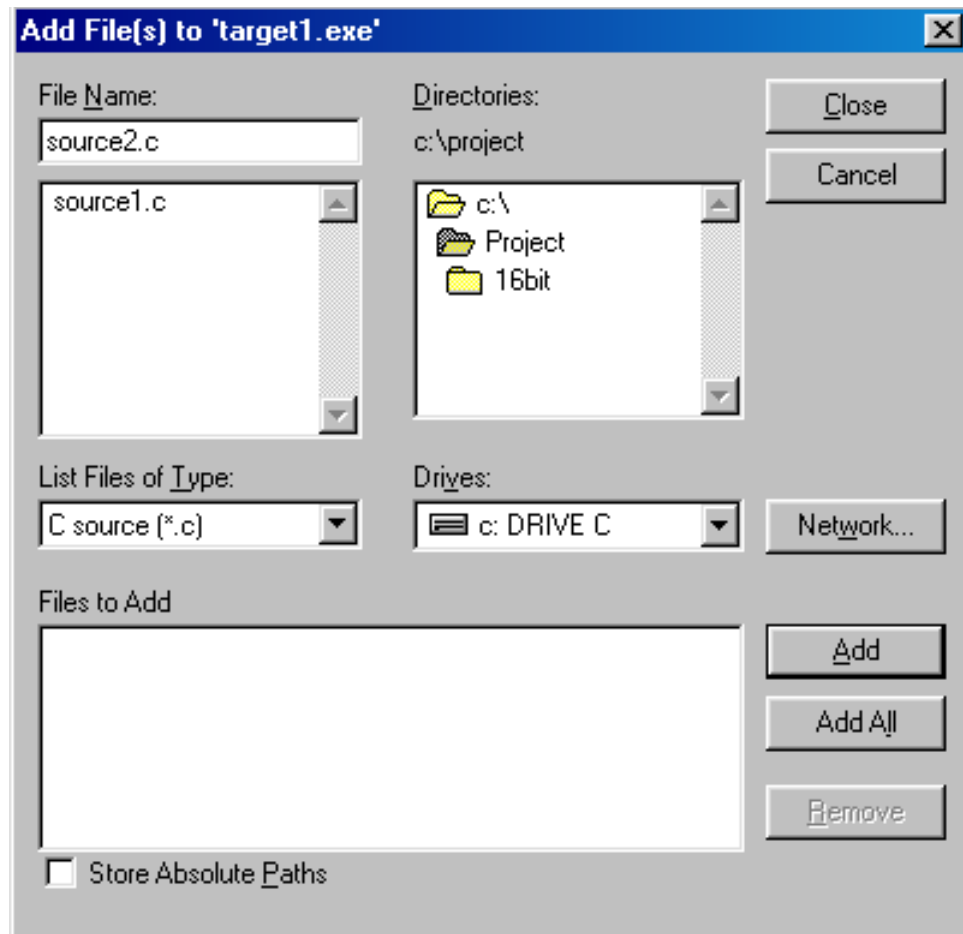 Add File(s) to 'target1.exe'
File Name:
source2.c
source1.c
Directories:
c:\project
c:\
Project
16bit
Close
Cancel
List Files of Type:
C source (*.c)
Drives:
c: DRIVE C
Network...
Files to Add
Add
Add All
Remove
Store Absolute Paths